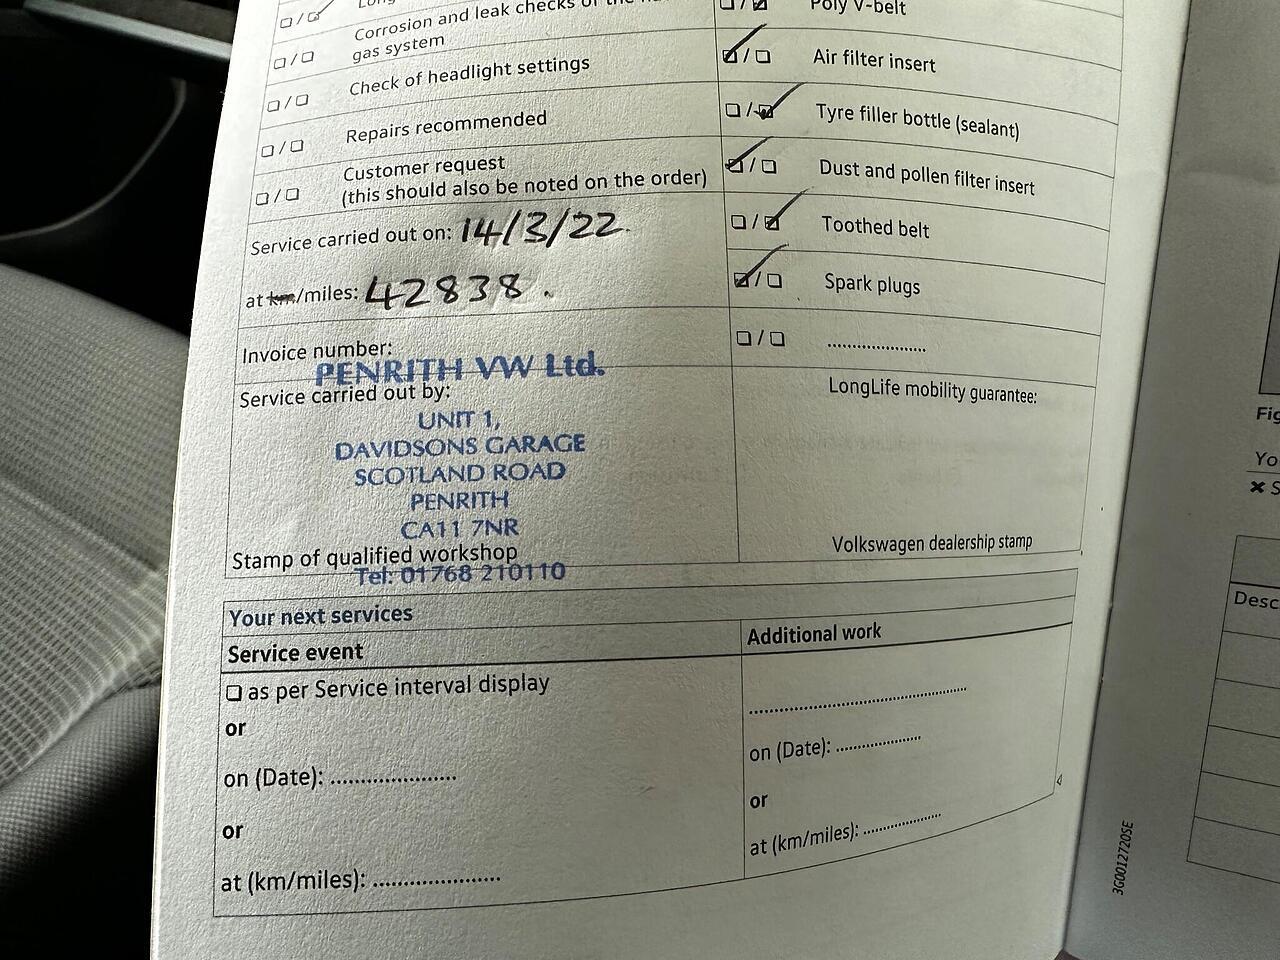 Corrosion and leak checks of the
gas system
Check of headlight settings
Repairs recommended
Customer request
(this should also be noted on the order)
Service carried out on: 14/3/22.
at km/miles: 42838.
Invoice number:
PENRITH VW Ltd.
Service carried out by:
UNIT 1,
DAVIDSONS GARAGE
SCOTLAND ROAD
PENRITH
CA11 7NR
Stamp of qualified workshop
Tel: 01768 210110
Poly V-belt
Air filter insert
Tyre filler bottle (sealant)
Dust and pollen filter insert
Toothed belt
Spark plugs
.....................
LongLife mobility guarantee:
Volkswagen dealership stamp
Your next services
Service event
as per Service interval display
or
on (Date): .....................
or
at (km/miles): .....................
Additional work
.............................................
on (Date): .....................
or
at (km/miles): .....................
3G0012720SE
Fig
Yo
S
Desc